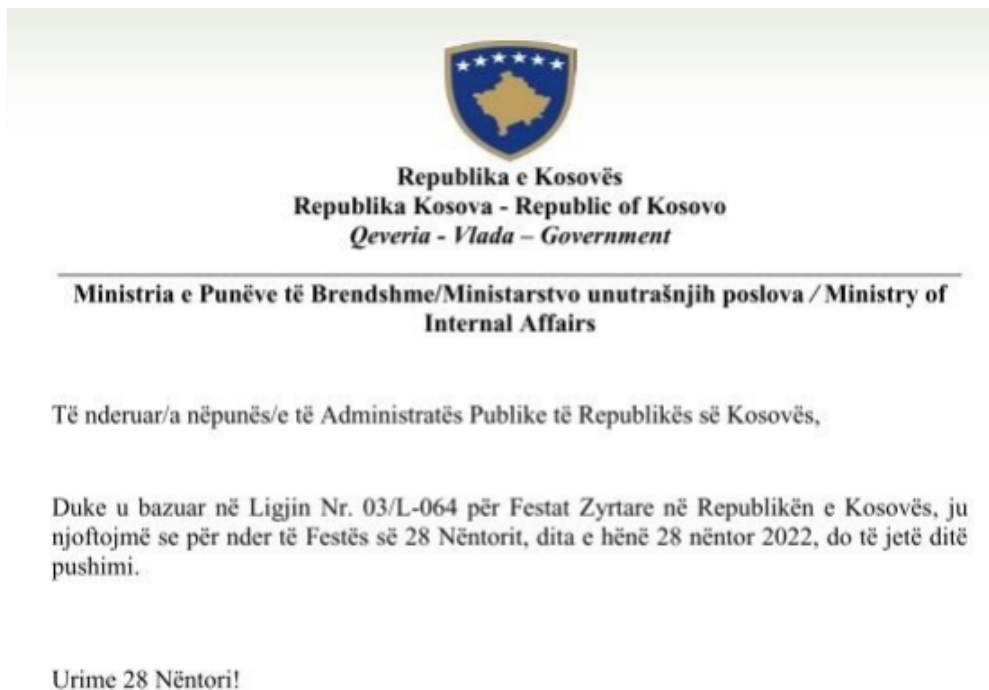 Republika e Kosovës
Republika Kosova - Republic of Kosovo
Qeveria - Vlada – Government
Ministria e Punëve të Brendshme/Ministarstvo unutrašnjih poslova / Ministry of
Internal Affairs
Të nderuar/a nëpunës/e të Administratës Publike të Republikës së Kosovës,
Duke u bazuar në Ligjin Nr. 03/L-064 për Festat Zyrtare në Republikën e Kosovës, ju
njoftojmë se për nder të Festës së 28 Nëntorit, dita e hënë 28 nëntor 2022, do të jetë ditë
pushimi.
Urime 28 Nëntori!